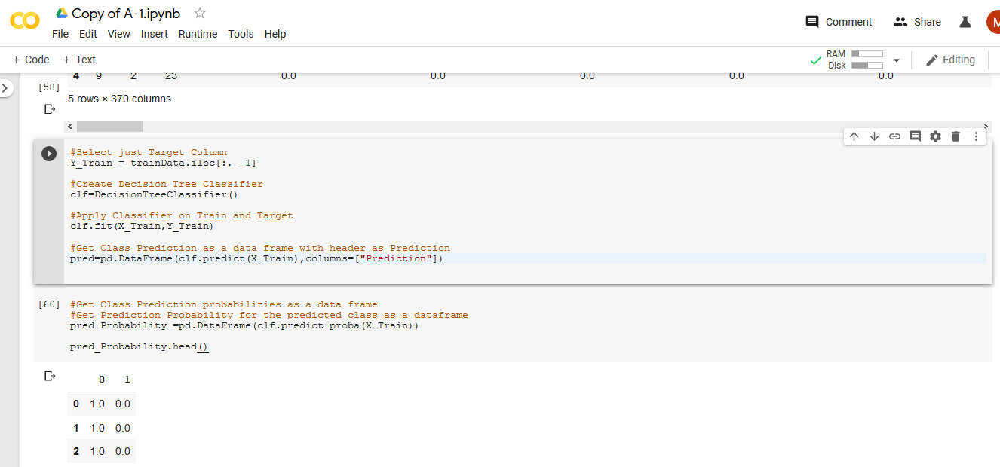 Copy of A-1.ipynb
File Edit View Insert Runtime Tools Help
Comment Share M
+ Code + Text
RAM
Disk
Editing
4 9 2 23 0.0 0.0 0.0 0.0 0.0
[58]
5 rows × 370 columns
#Select just Target Column
Y_Train = trainData.iloc[:, -1]
#Create Decision Tree Classifier
clf=DecisionTreeClassifier()
#Apply Classifier on Train and Target
clf.fit(X_Train,Y_Train)
#Get Class Prediction as a data frame with header as Prediction
pred=pd.DataFrame(clf.predict(X_Train),columns=["Prediction"])
[60] #Get Class Prediction probabilities as a data frame
#Get Prediction Probability for the predicted class as a dataframe
pred_Probability =pd.DataFrame(clf.predict_proba(X_Train))
pred_Probability.head()
0 1
0 1.0 0.0
1 1.0 0.0
2 1.0 0.0